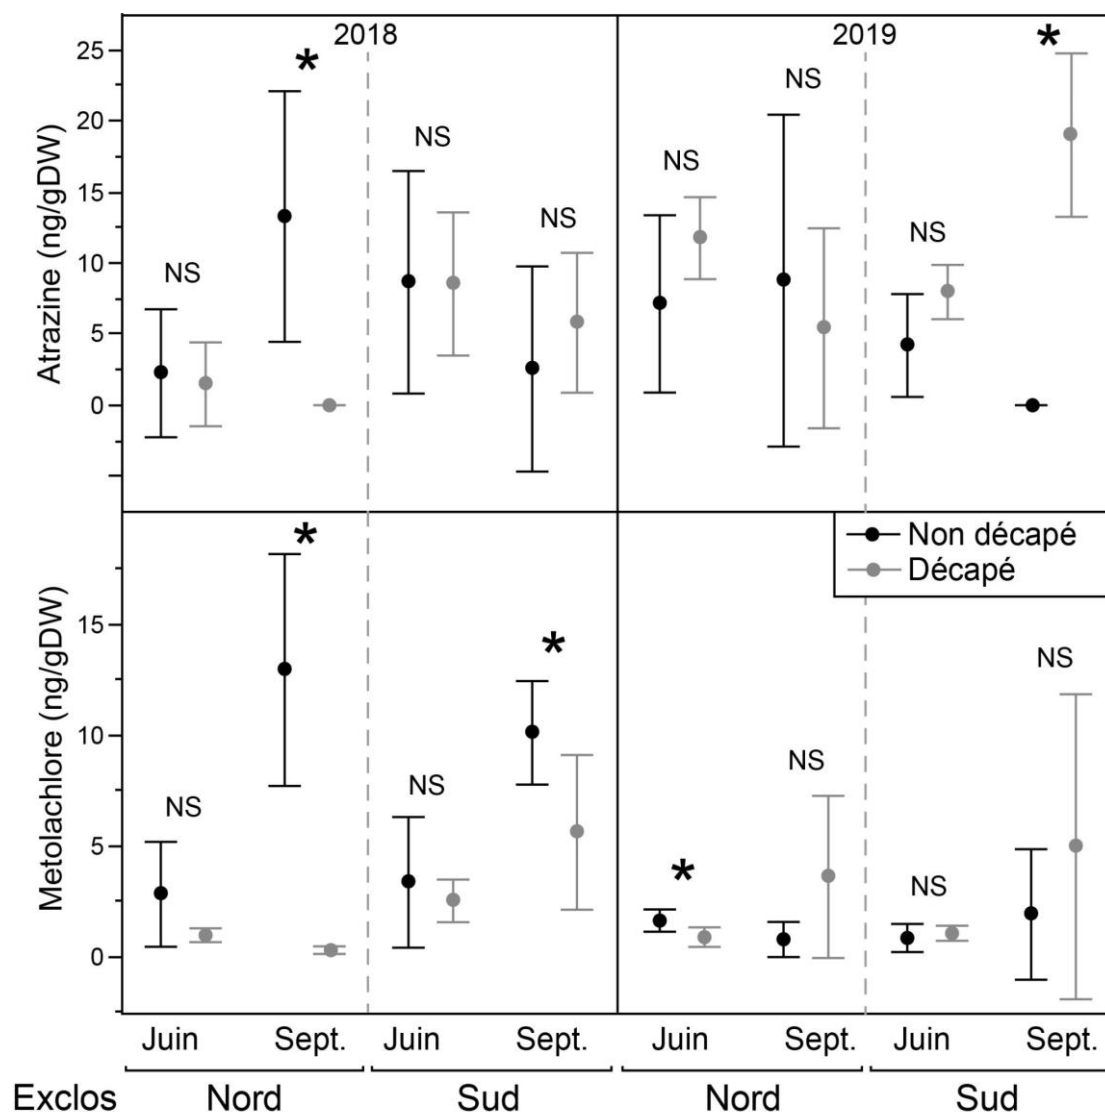 2018 2019
Atrazine (ng/gDW)
25
20
15
10
5
0
NS
*
NS
NS
NS
NS
NS
*
Non décapé
Décapé
Metolachlore (ng/gDW)
15
10
5
0
NS
*
NS
*
*
NS
NS
NS
Juin Sept. Juin Sept. Juin Sept. Juin Sept.
Exclos Nord Sud Nord Sud